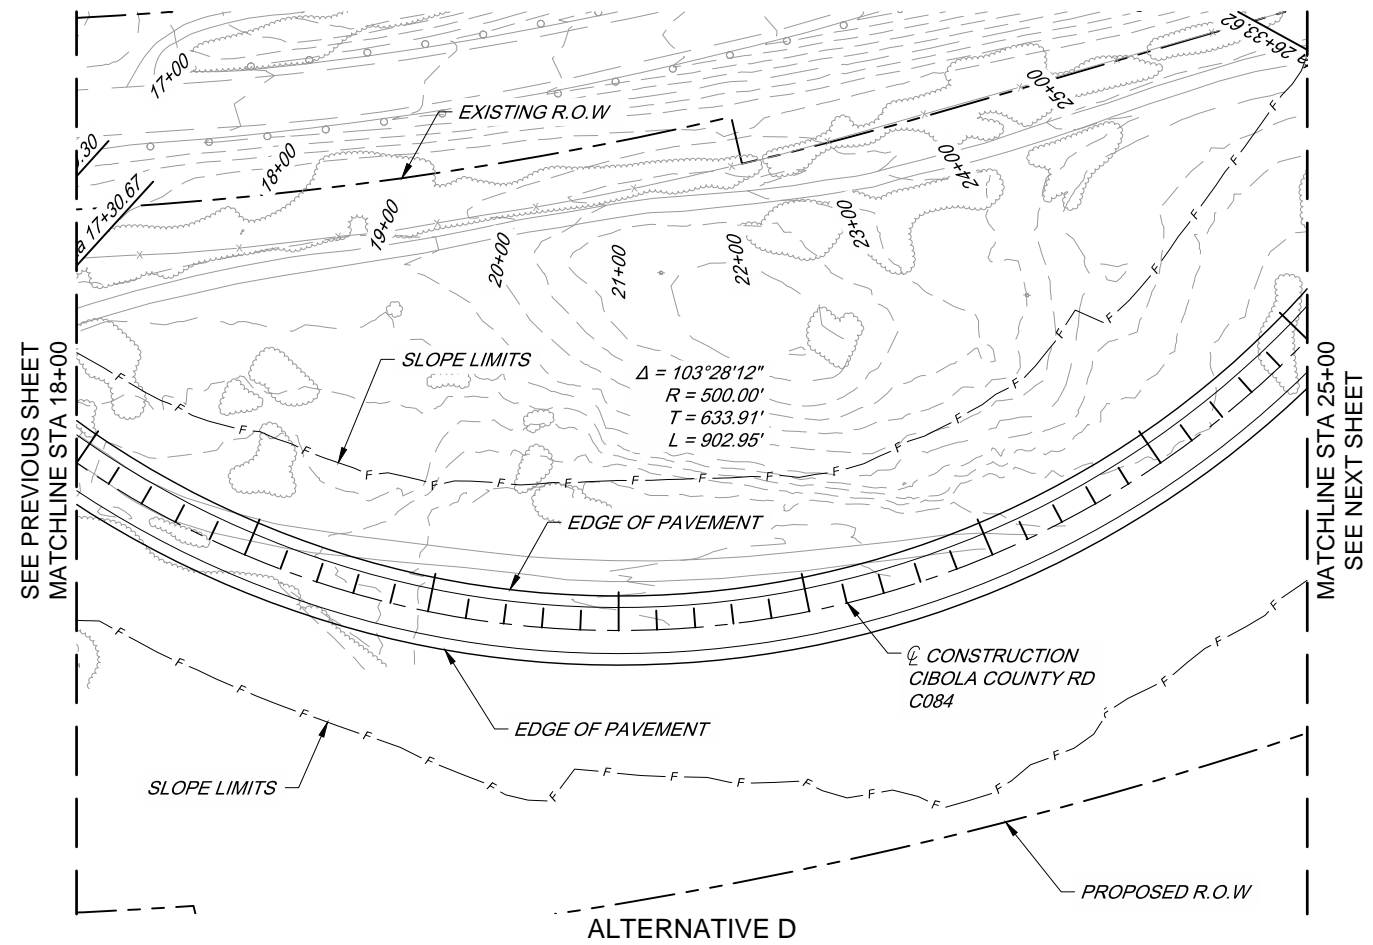 17+00
EXISTING R.O.W
26+33.62
25+00
.30
18+00
24+00
a 17+30.67
19+00
23+00
20+00
21+00
22+00
SEE PREVIOUS SHEET
MATCHLINE STA 18+00
SLOPE LIMITS
Δ = 103°28'12"
R = 500.00'
T = 633.91'
L = 902.95'
MATCHLINE STA 25+00
SEE NEXT SHEET
EDGE OF PAVEMENT
℄ CONSTRUCTION
CIBOLA COUNTY RD
C084
EDGE OF PAVEMENT
SLOPE LIMITS
PROPOSED R.O.W
ALTERNATIVE D